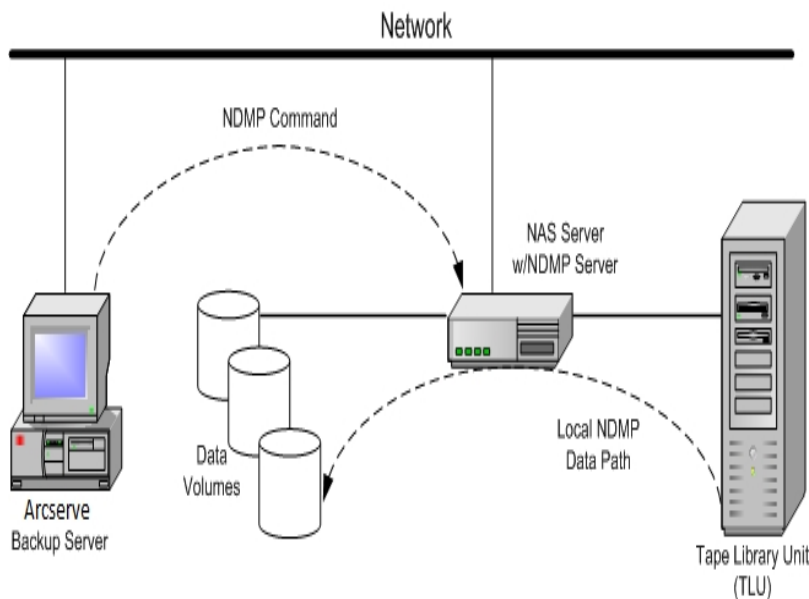 Network
NDMP Command
NAS Server
w/NDMP Server
Data
Volumes
Local NDMP
Data Path
Arcserve
Backup Server
Tape Library Unit
(TLU)